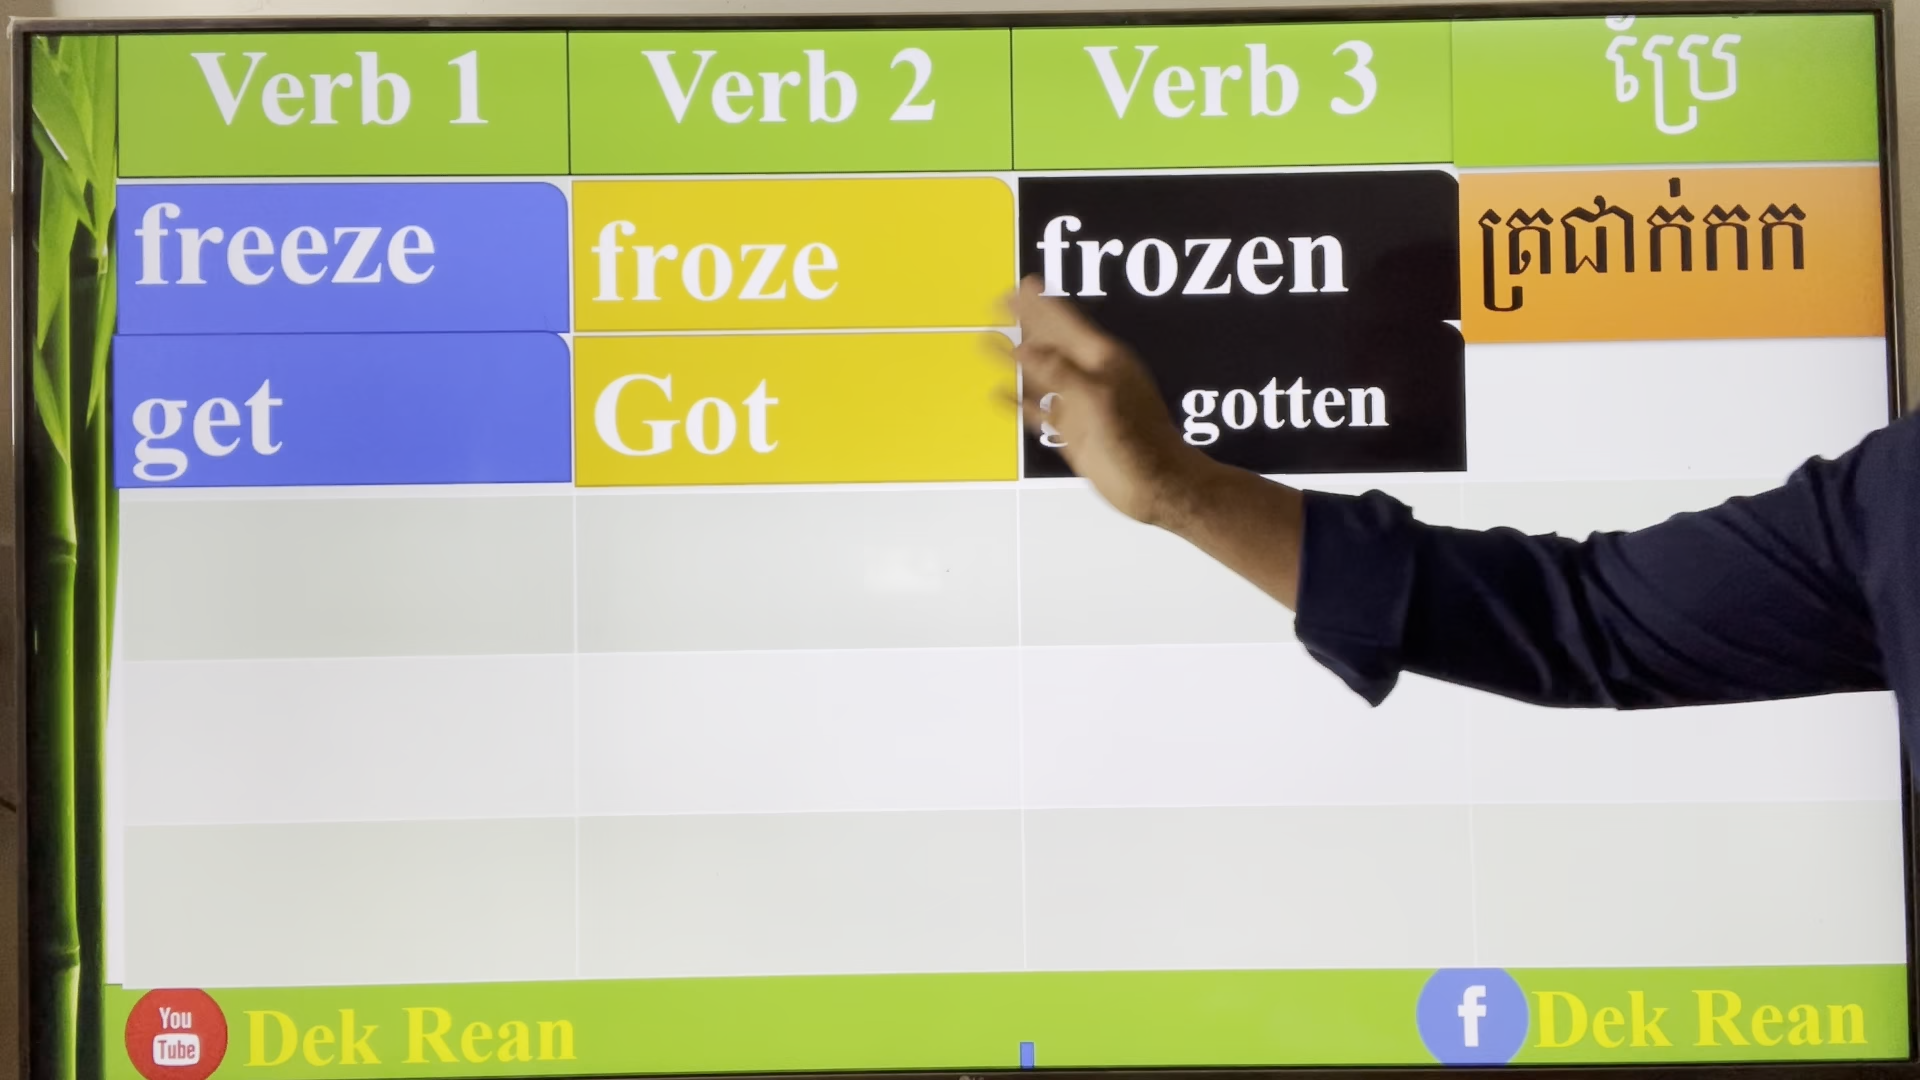 Verb 1 Verb 2 Verb 3 ប្រែ
freeze froze frozen ត្រជាក់កក
get Got gotten
You Tube Dek Rean f Dek Rean